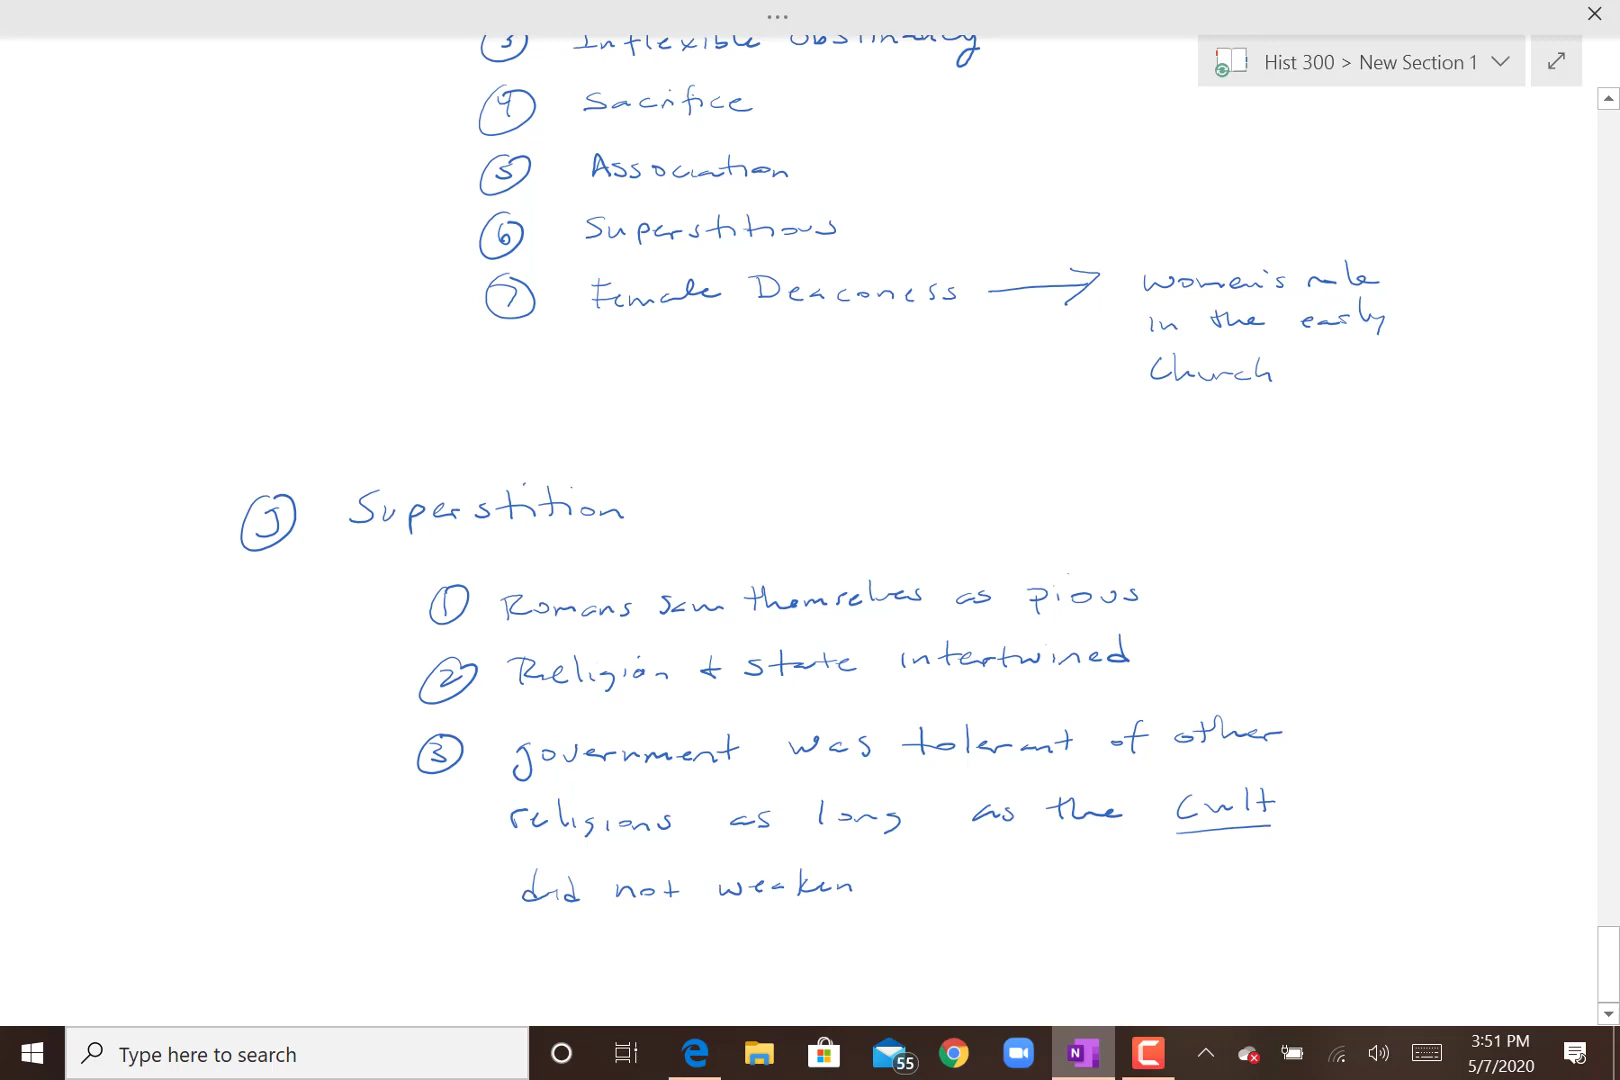 ③ Inflexible Obstinacy
Hist 300 > New Section 1
④ Sacrifice
⑤ Association
⑥ Superstitious
⑦ Female Deaconess → women's role
in the early
Church
Ⓙ Superstition
① Romans saw themselves as pious
② Religion + state intertwined
③ government was tolerant of other
religions as long as the cult
did not weaken
Type here to search
55
N
3:51 PM
5/7/2020